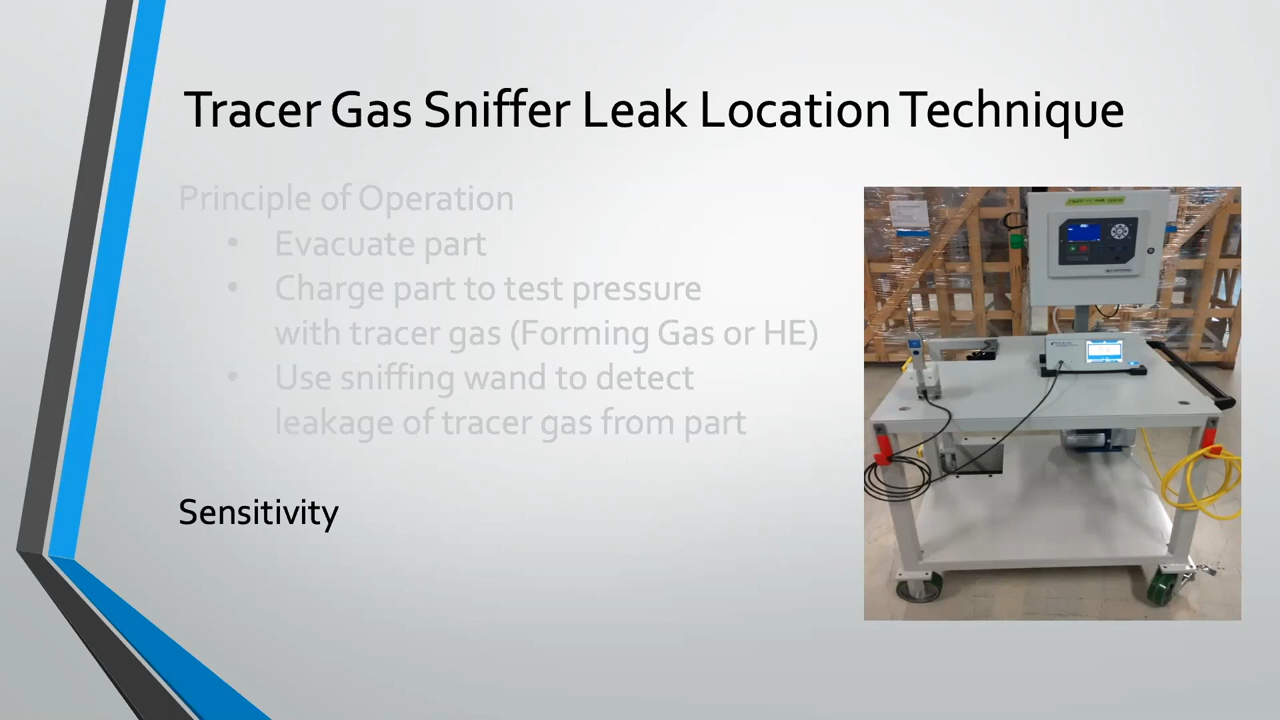 Tracer Gas Sniffer Leak Location Technique
Principle of Operation
• Evacuate part
• Charge part to test pressure
with tracer gas (Forming Gas or HE)
• Use sniffing wand to detect
leakage of tracer gas from part
Sensitivity